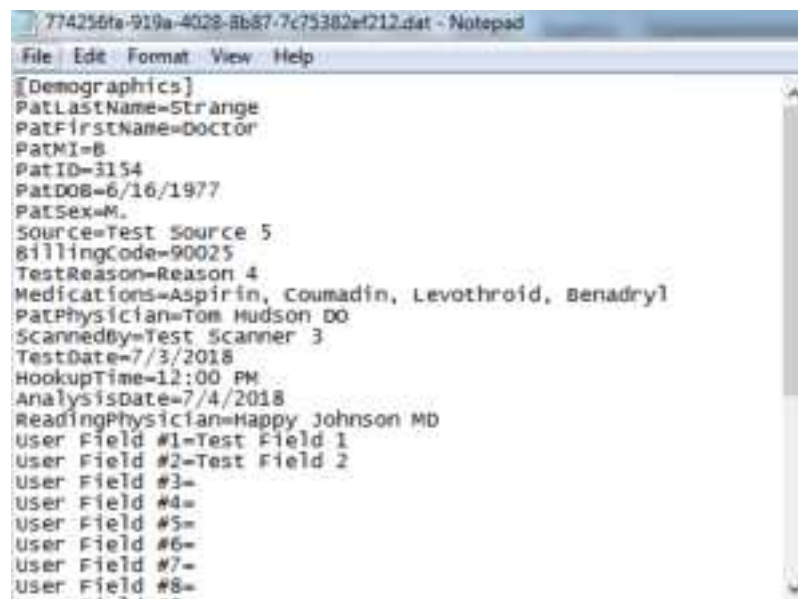 774256fa-919a-4028-8b87-7c75382ef212.dat - Notepad
File Edit Format View Help
[Demographics]
PatLastName=Strange
PatFirstName=Doctor
PatMI=B
PatID=3154
PatDOB=6/16/1977
PatSex=M.
Source=Test Source 5
BillingCode=90025
TestReason=Reason 4
Medications=Aspirin, Coumadin, Levothroid, Benadryl
PatPhysician=Tom Hudson DO
ScannedBy=Test Scanner 3
TestDate=7/3/2018
HookupTime=12:00 PM
AnalysisDate=7/4/2018
ReadingPhysician=Happy Johnson MD
User Field #1=Test Field 1
User Field #2=Test Field 2
User Field #3=
User Field #4=
User Field #5=
User Field #6=
User Field #7=
User Field #8=